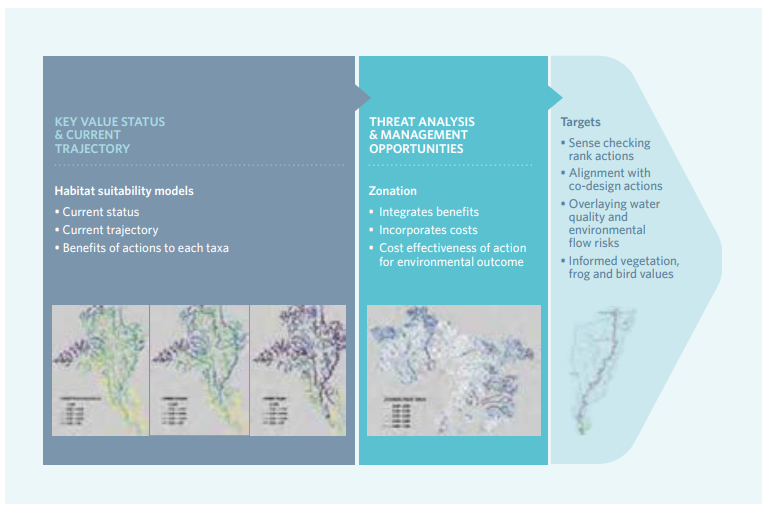 KEY VALUE STATUS
& CURRENT
TRAJECTORY
Habitat suitability models
• Current status
• Current trajectory
• Benefits of actions to each taxa
THREAT ANALYSIS
& MANAGEMENT
OPPORTUNITIES
Zonation
• Integrates benefits
• Incorporates costs
• Cost effectiveness of action
for environmental outcome
Targets
• Sense checking
rank actions
• Alignment with
co-design actions
• Overlaying water
quality and
environmental
flow risks
• Informed vegetation,
frog and bird values